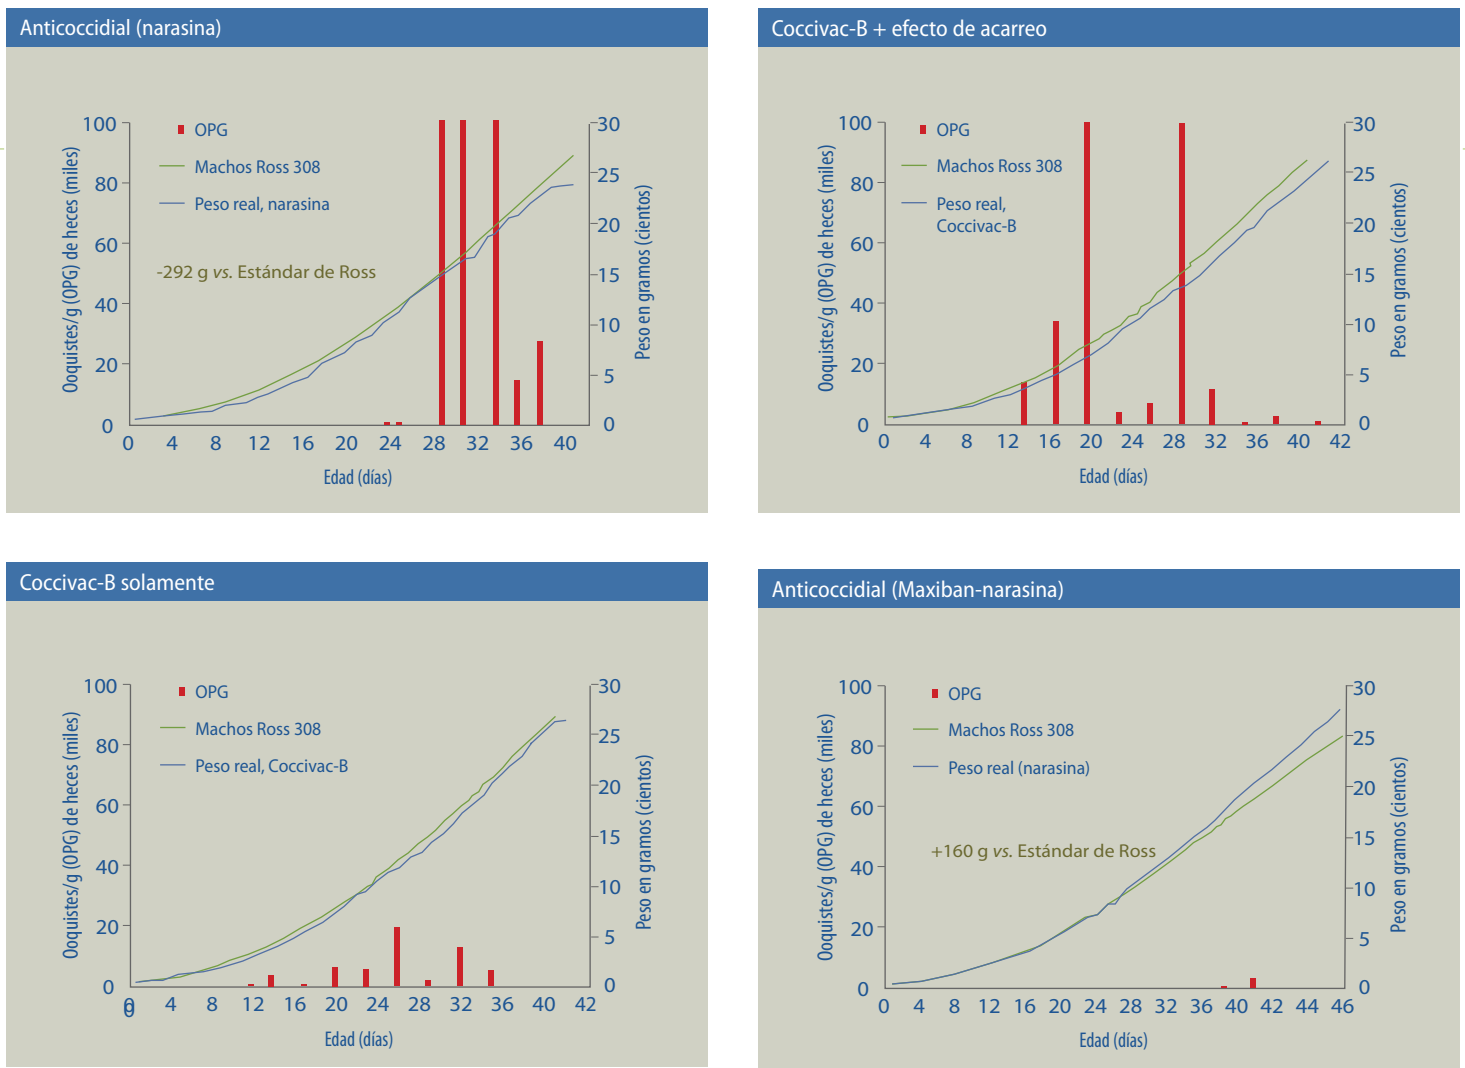 Anticoccidial (narasina)
100
80
60
40
20
0
Ooquistes/g (OPG) de heces (miles)
OPG
Machos Ross 308
Peso real, narasina
-292 g vs. Estándar de Ross
30
25
20
15
10
5
0
Peso en gramos (cientos)
0 4 8 12 16 20 24 28 32 36 40
Edad (días)
Coccivac-B + efecto de acarreo
100
80
60
40
20
0
Ooquistes/g (OPG) de heces (miles)
OPG
Machos Ross 308
Peso real,
Coccivac-B
30
25
20
15
10
5
0
Peso en gramos (cientos)
0 4 8 12 16 20 24 28 32 36 40 42
Edad (días)
Coccivac-B solamente
100
80
60
40
20
0
Ooquistes/g (OPG) de heces (miles)
OPG
Machos Ross 308
Peso real, Coccivac-B
30
25
20
15
10
5
0
Peso en gramos (cientos)
0 4 8 12 16 20 24 28 32 36 40 42
Edad (días)
Anticoccidial (Maxiban-narasina)
100
80
60
40
20
0
Ooquistes/g (OPG) de heces (miles)
OPG
Machos Ross 308
Peso real (narasina)
+160 g vs. Estándar de Ross
30
25
20
15
10
5
0
Peso en gramos (cientos)
0 4 8 12 16 20 24 28 32 36 40 42 44 46
Edad (días)